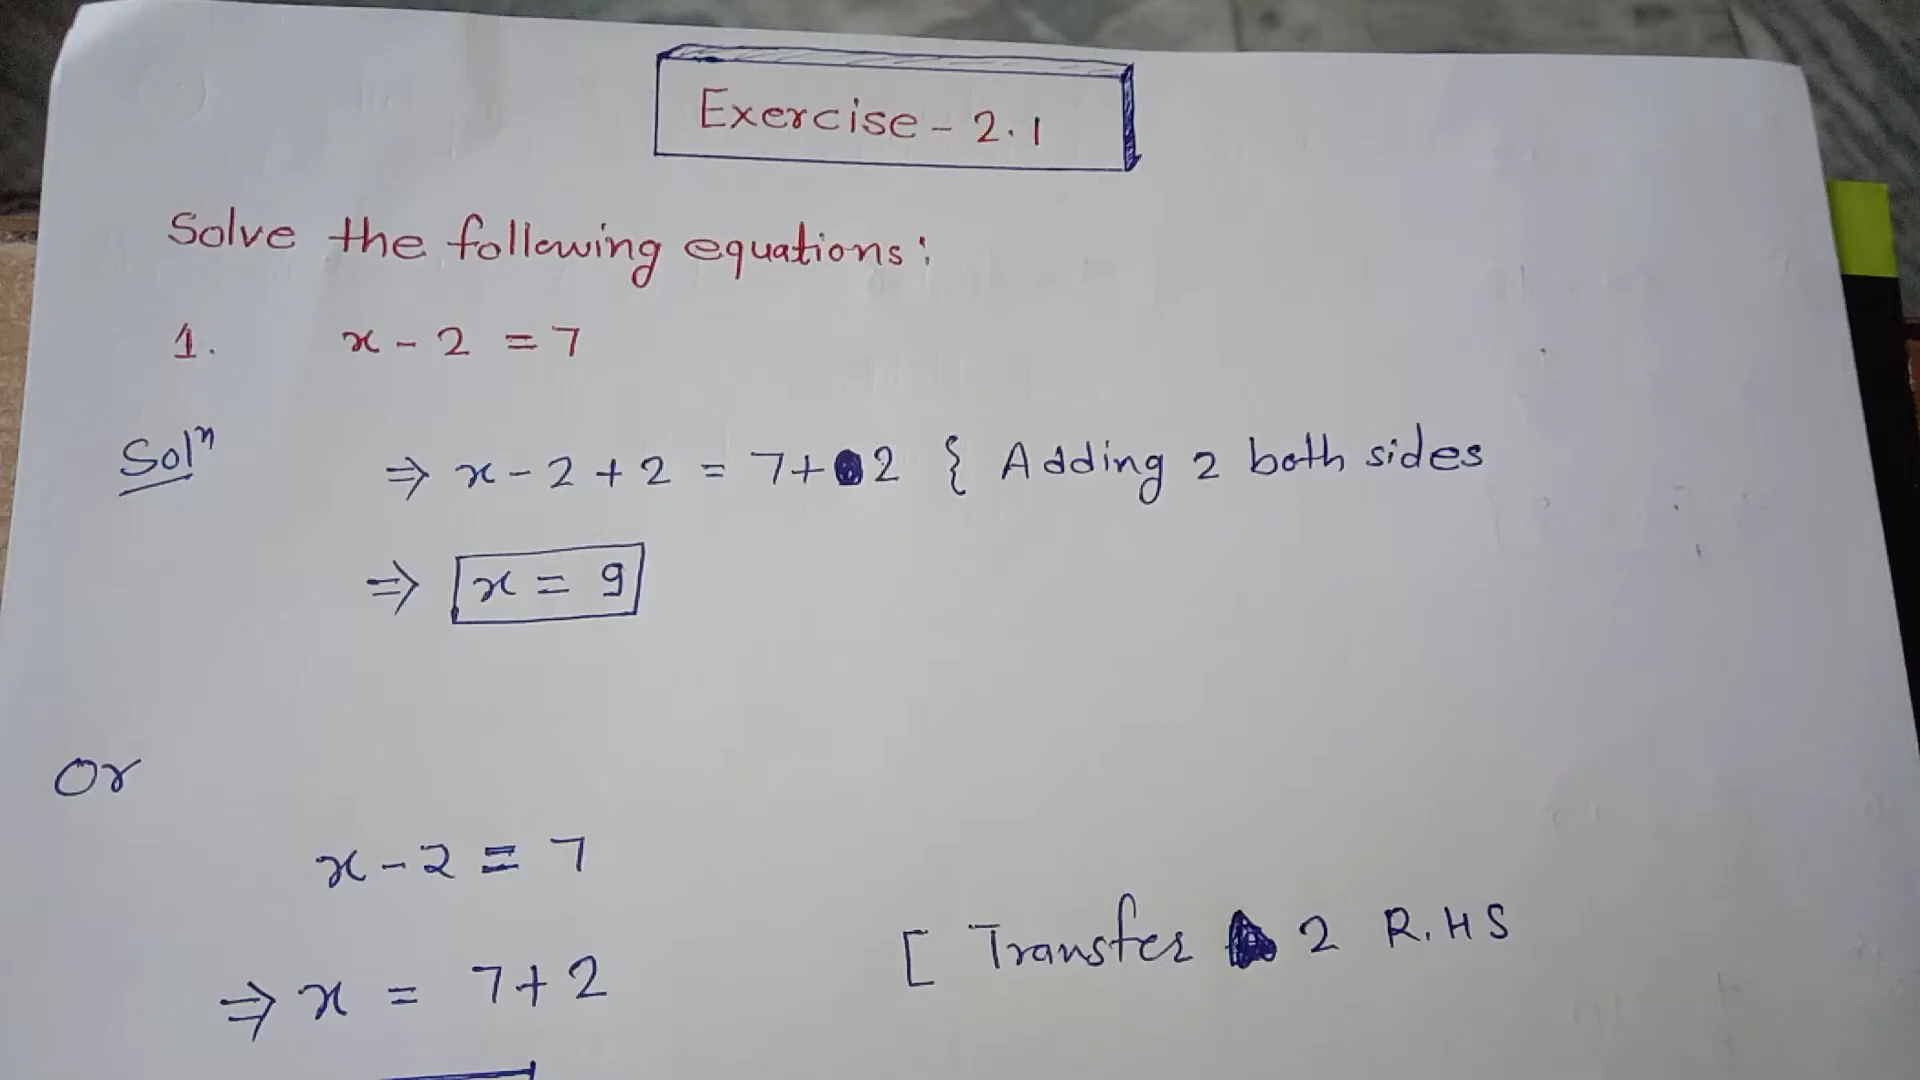 Exercise - 2.1
Solve the following equations:
1. x - 2 = 7
Solⁿ ⇒ x - 2 + 2 = 7 + 2 { Adding 2 both sides
⇒ x = 9
Or
x - 2 = 7
⇒ x = 7 + 2 [ Transfer 2 R.H.S